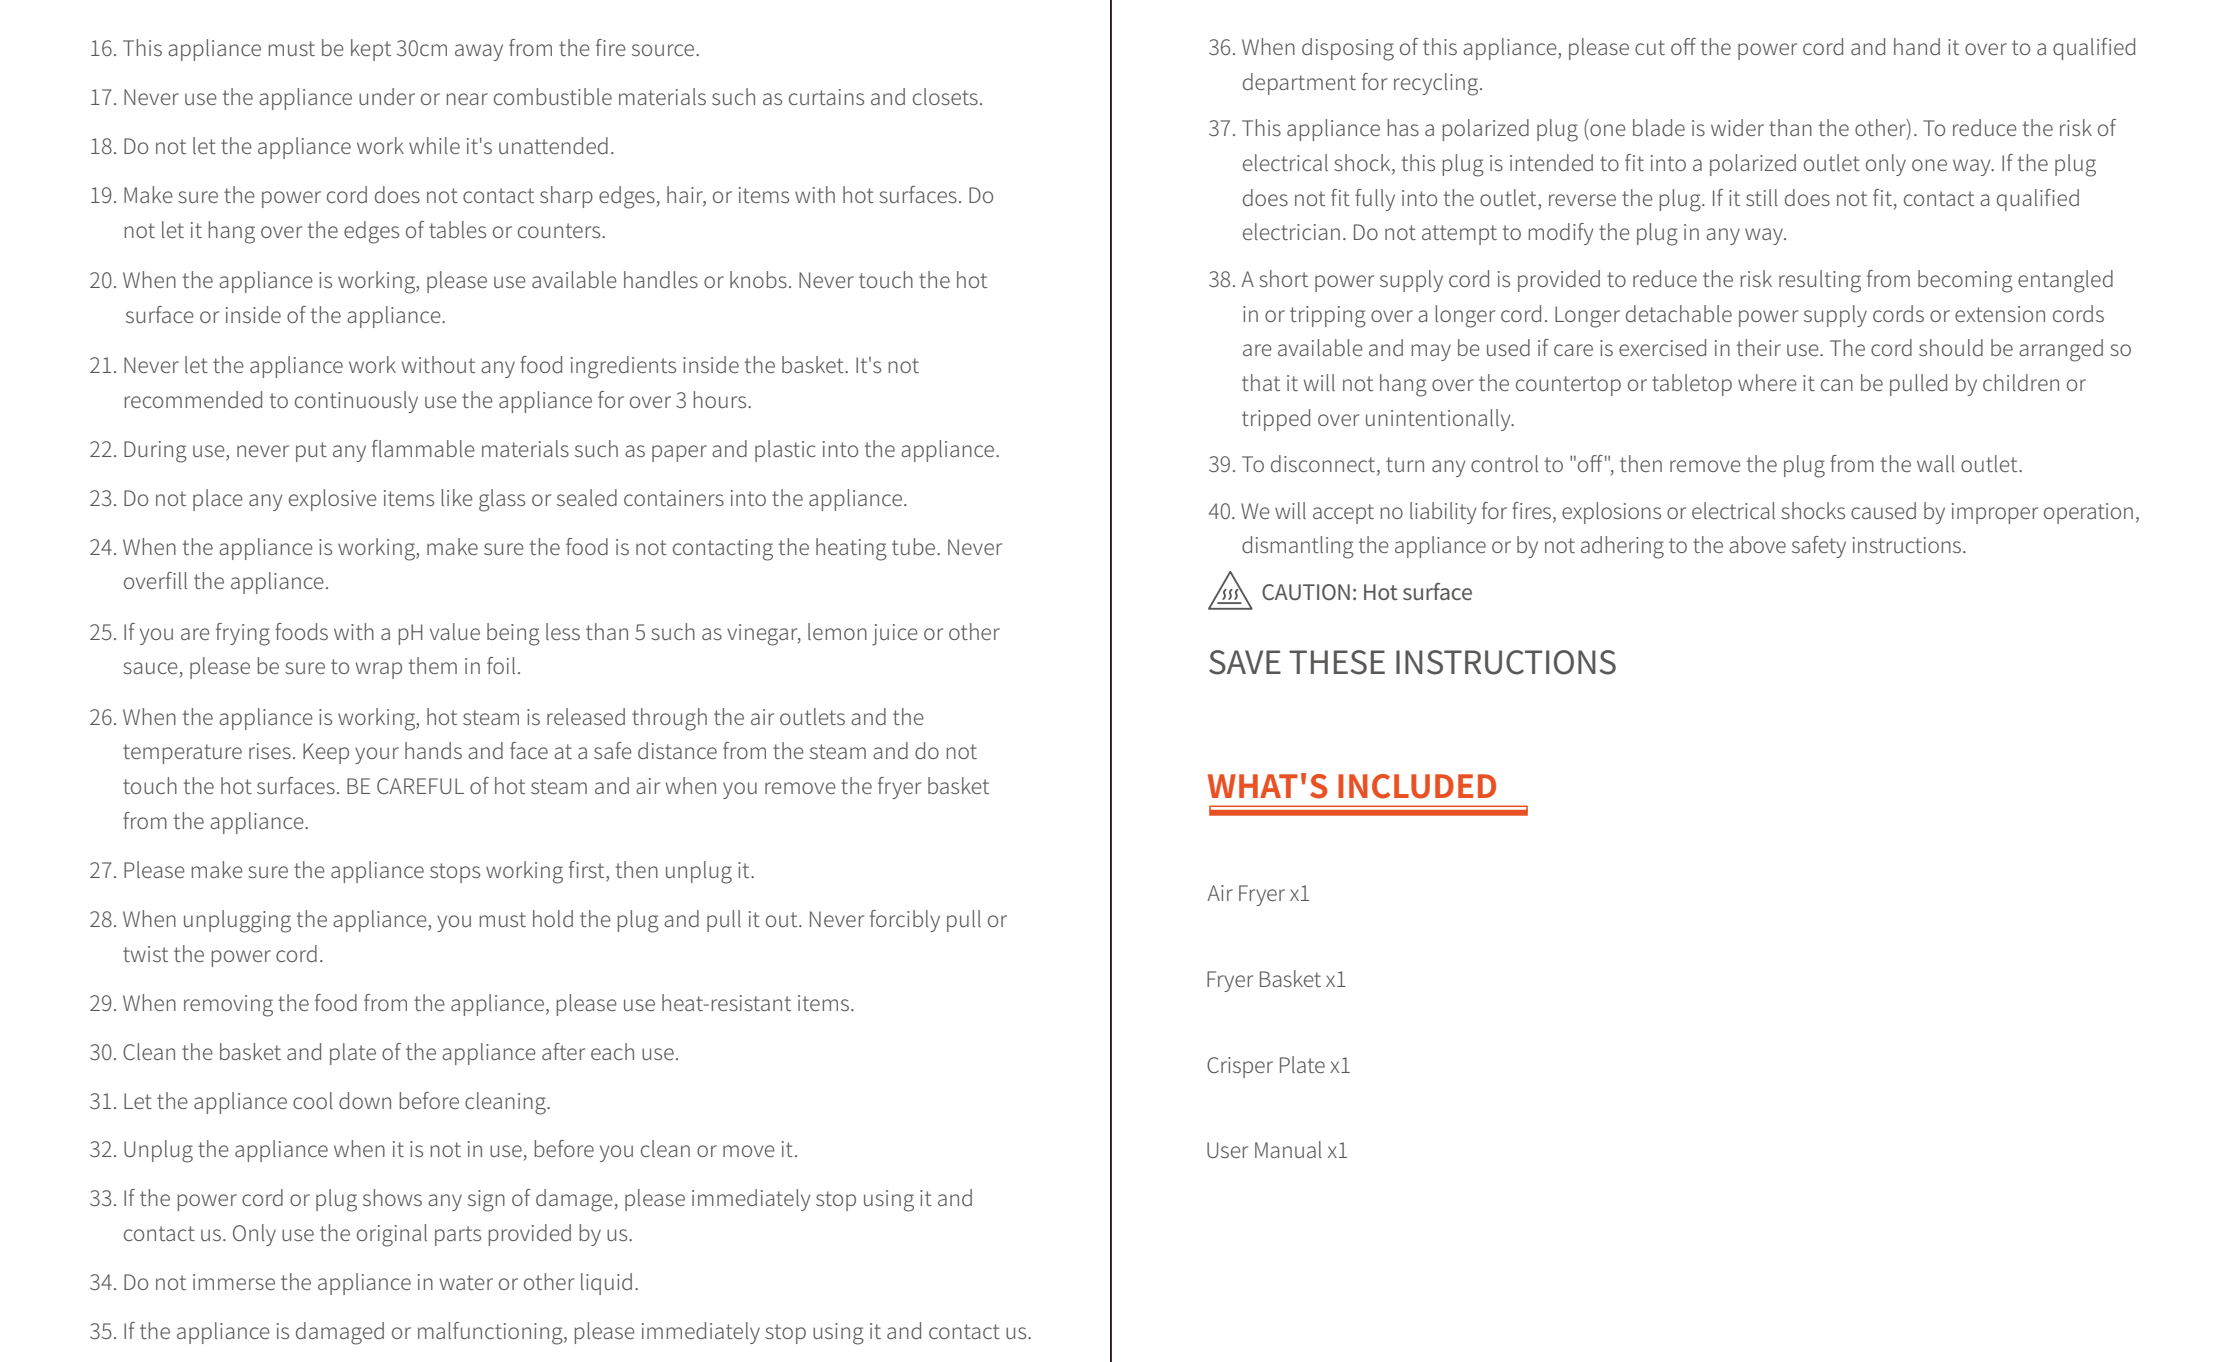 16. This appliance must be kept 30cm away from the fire source.
17. Never use the appliance under or near combustible materials such as curtains and closets.
18. Do not let the appliance work while it's unattended.
19. Make sure the power cord does not contact sharp edges, hair, or items with hot surfaces. Do
not let it hang over the edges of tables or counters.
20. When the appliance is working, please use available handles or knobs. Never touch the hot
surface or inside of the appliance.
21. Never let the appliance work without any food ingredients inside the basket. It's not
recommended to continuously use the appliance for over 3 hours.
22. During use, never put any flammable materials such as paper and plastic into the appliance.
23. Do not place any explosive items like glass or sealed containers into the appliance.
24. When the appliance is working, make sure the food is not contacting the heating tube. Never
overfill the appliance.
25. If you are frying foods with a pH value being less than 5 such as vinegar, lemon juice or other
sauce, please be sure to wrap them in foil.
26. When the appliance is working, hot steam is released through the air outlets and the
temperature rises. Keep your hands and face at a safe distance from the steam and do not
touch the hot surfaces. BE CAREFUL of hot steam and air when you remove the fryer basket
from the appliance.
27. Please make sure the appliance stops working first, then unplug it.
28. When unplugging the appliance, you must hold the plug and pull it out. Never forcibly pull or
twist the power cord.
29. When removing the food from the appliance, please use heat-resistant items.
30. Clean the basket and plate of the appliance after each use.
31. Let the appliance cool down before cleaning.
32. Unplug the appliance when it is not in use, before you clean or move it.
33. If the power cord or plug shows any sign of damage, please immediately stop using it and
contact us. Only use the original parts provided by us.
34. Do not immerse the appliance in water or other liquid.
35. If the appliance is damaged or malfunctioning, please immediately stop using it and contact us.
36. When disposing of this appliance, please cut off the power cord and hand it over to a qualified
department for recycling.
37. This appliance has a polarized plug (one blade is wider than the other). To reduce the risk of
electrical shock, this plug is intended to fit into a polarized outlet only one way. If the plug
does not fit fully into the outlet, reverse the plug. If it still does not fit, contact a qualified
electrician. Do not attempt to modify the plug in any way.
38. A short power supply cord is provided to reduce the risk resulting from becoming entangled
in or tripping over a longer cord. Longer detachable power supply cords or extension cords
are available and may be used if care is exercised in their use. The cord should be arranged so
that it will not hang over the countertop or tabletop where it can be pulled by children or
tripped over unintentionally.
39. To disconnect, turn any control to "off", then remove the plug from the wall outlet.
40. We will accept no liability for fires, explosions or electrical shocks caused by improper operation,
dismantling the appliance or by not adhering to the above safety instructions.
CAUTION: Hot surface
SAVE THESE INSTRUCTIONS
WHAT'S INCLUDED
Air Fryer x1
Fryer Basket x1
Crisper Plate x1
User Manual x1